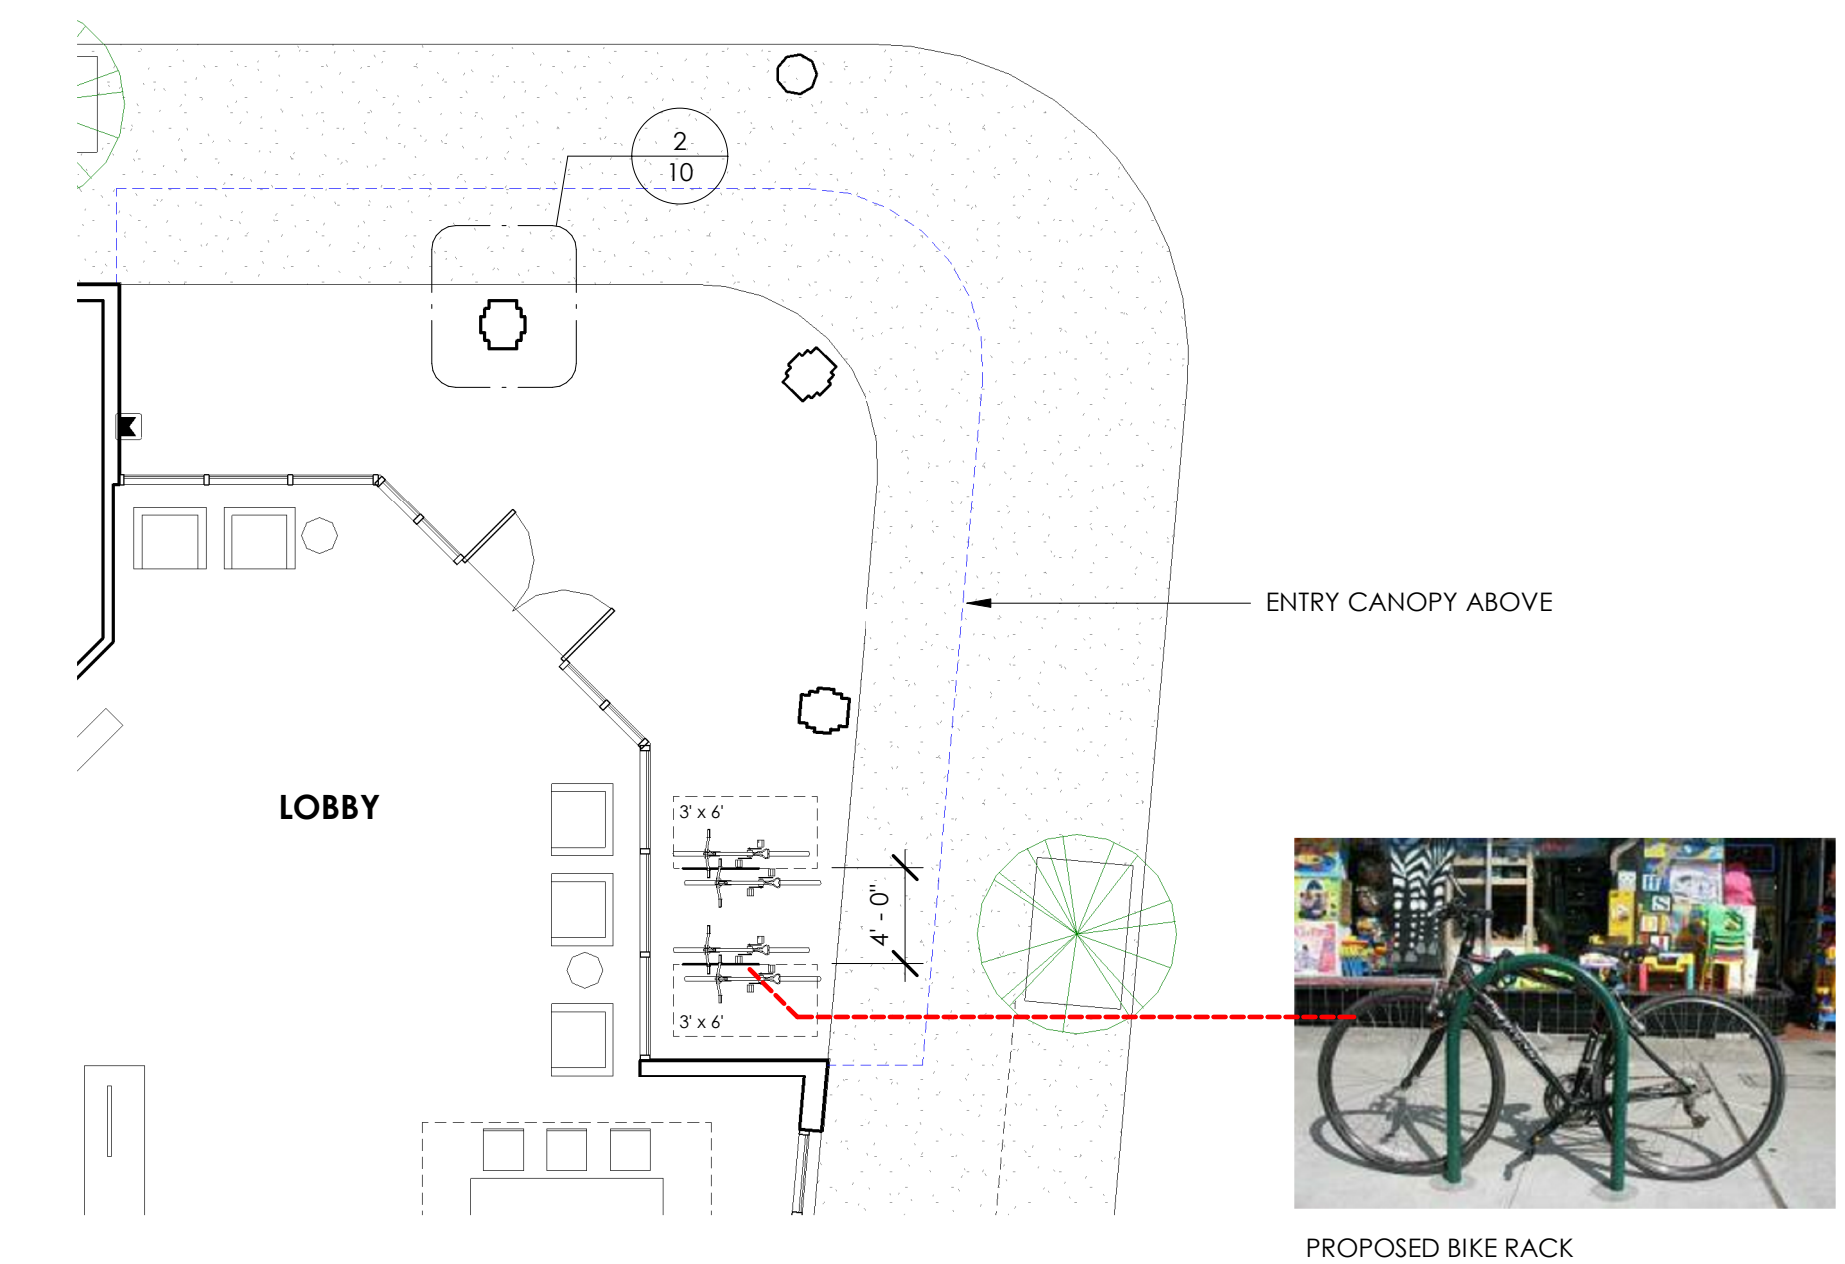 2
10
ENTRY CANOPY ABOVE
LOBBY
3' x 6'
4' - 0"
3' x 6'
PROPOSED BIKE RACK